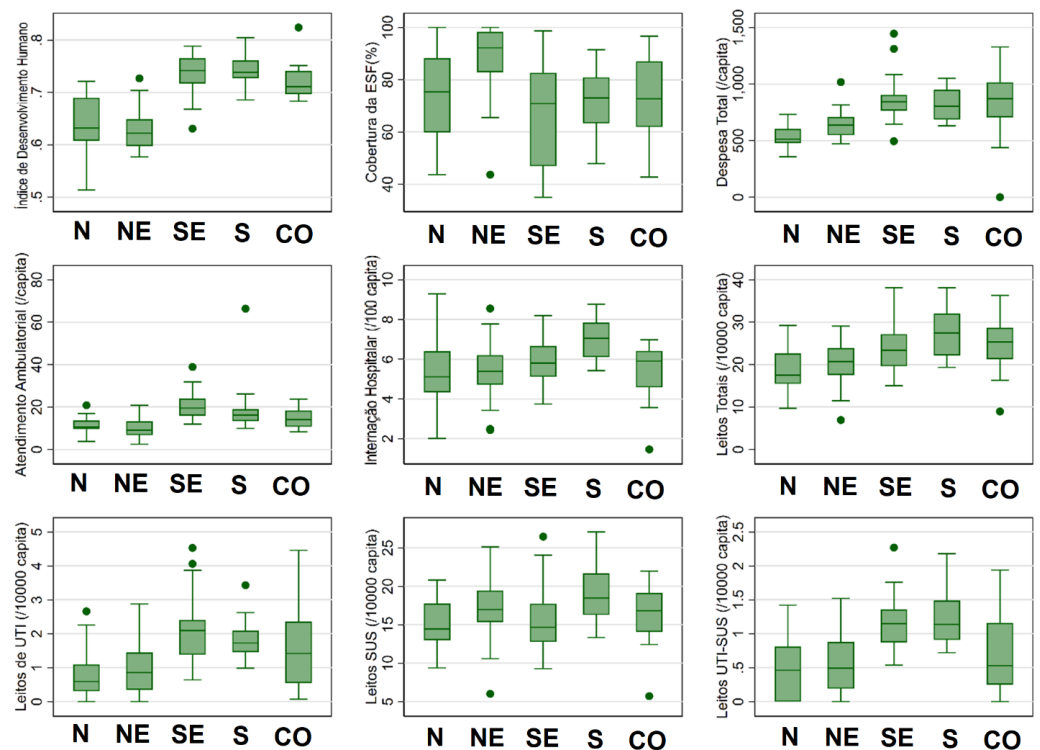 Índice de Desenvolvimento Humano
.5 .6 .7 .8
N NE SE S CO
Cobertura da ESF(%)
40 60 80 100
N NE SE S CO
Despesa Total (/capita)
0 500 1,000 1,500
N NE SE S CO
Atendimento Ambulatorial (/capita)
0 20 40 60 80
N NE SE S CO
Internação Hospitalar (/100 capita)
2 4 6 8 10
N NE SE S CO
Leitos Totais (/10000 capita)
0 10 20 30 40
N NE SE S CO
Leitos de UTI (/10000 capita)
0 1 2 3 4 5
N NE SE S CO
Leitos SUS (/10000 capita)
5 10 15 20 25
N NE SE S CO
Leitos UTI-SUS (/10000 capita)
0 .5 1 1.5 2 2.5
N NE SE S CO